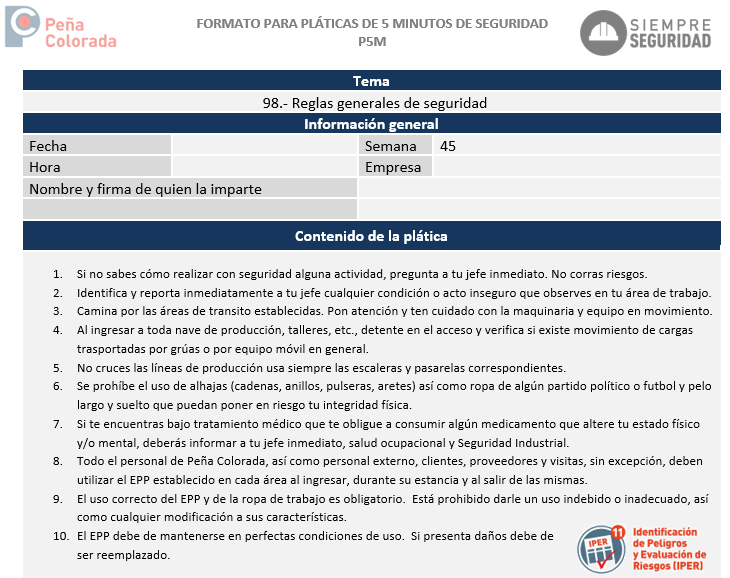 Peña
Colorada
FORMATO PARA PLÁTICAS DE 5 MINUTOS DE SEGURIDAD
P5M
SIEMPRE
SEGURIDAD
Tema
98.- Reglas generales de seguridad
Información general
Fecha
Semana 45
Hora
Empresa
Nombre y firma de quien la imparte
Contenido de la plática
1. Si no sabes cómo realizar con seguridad alguna actividad, pregunta a tu jefe inmediato. No corras riesgos.
2. Identifica y reporta inmediatamente a tu jefe cualquier condición o acto inseguro que observes en tu área de trabajo.
3. Camina por las áreas de transito establecidas. Pon atención y ten cuidado con la maquinaria y equipo en movimiento.
4. Al ingresar a toda nave de producción, talleres, etc., detente en el acceso y verifica si existe movimiento de cargas
trasportadas por grúas o por equipo móvil en general.
5. No cruces las líneas de producción usa siempre las escaleras y pasarelas correspondientes.
6. Se prohíbe el uso de alhajas (cadenas, anillos, pulseras, aretes) así como ropa de algún partido político o futbol y pelo
largo y suelto que puedan poner en riesgo tu integridad física.
7. Si te encuentras bajo tratamiento médico que te obligue a consumir algún medicamento que altere tu estado físico
y/o mental, deberás informar a tu jefe inmediato, salud ocupacional y Seguridad Industrial.
8. Todo el personal de Peña Colorada, así como personal externo, clientes, proveedores y visitas, sin excepción, deben
utilizar el EPP establecido en cada área al ingresar, durante su estancia y al salir de las mismas.
9. El uso correcto del EPP y de la ropa de trabajo es obligatorio. Está prohibido darle un uso indebido o inadecuado, así
como cualquier modificación a sus características.
10. El EPP debe de mantenerse en perfectas condiciones de uso. Si presenta daños debe de
ser reemplazado.
11
IPER
Identificación
de Peligros
y Evaluación de
Riesgos (IPER)